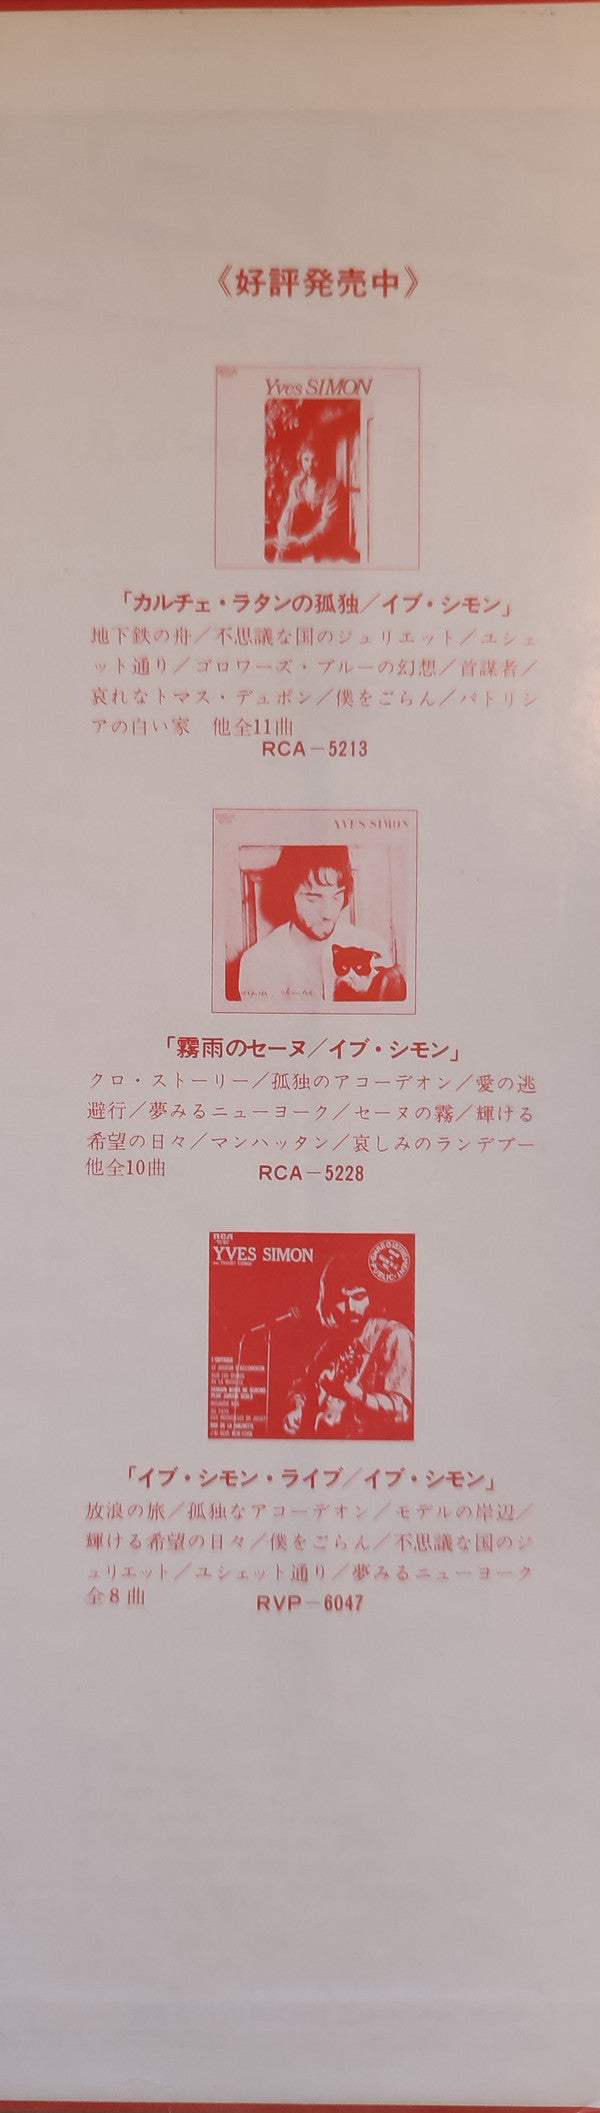 《好評発売中》
RCA
Yves SIMON
「カルチェ・ラタンの孤独／イブ・シモン」
地下鉄の舟／不思議な国のジュリエット／ユシェ
ット通り／ゴロワーズ・ブルーの幻想／首謀者／
哀れなトマス・デュポン／僕をごらん／パトリシ
アの白い家　他全11曲
RCA－5213
YVES SIMON
「霧雨のセーヌ／イブ・シモン」
クロ・ストーリー／孤独のアコーデオン／愛の逃
避行／夢みるニューヨーク／セーヌの霧／輝ける
希望の日々／マンハッタン／哀しみのランデブー
他全10曲
RCA－5228
RCA
YVES SIMON
「イブ・シモン・ライブ／イブ・シモン」
放浪の旅／孤独なアコーデオン／モデルの岸辺／
輝ける希望の日々／僕をごらん／不思議な国のジ
ュリエット／ユシェット通り／夢みるニューヨーク
全8曲
RVP－6047